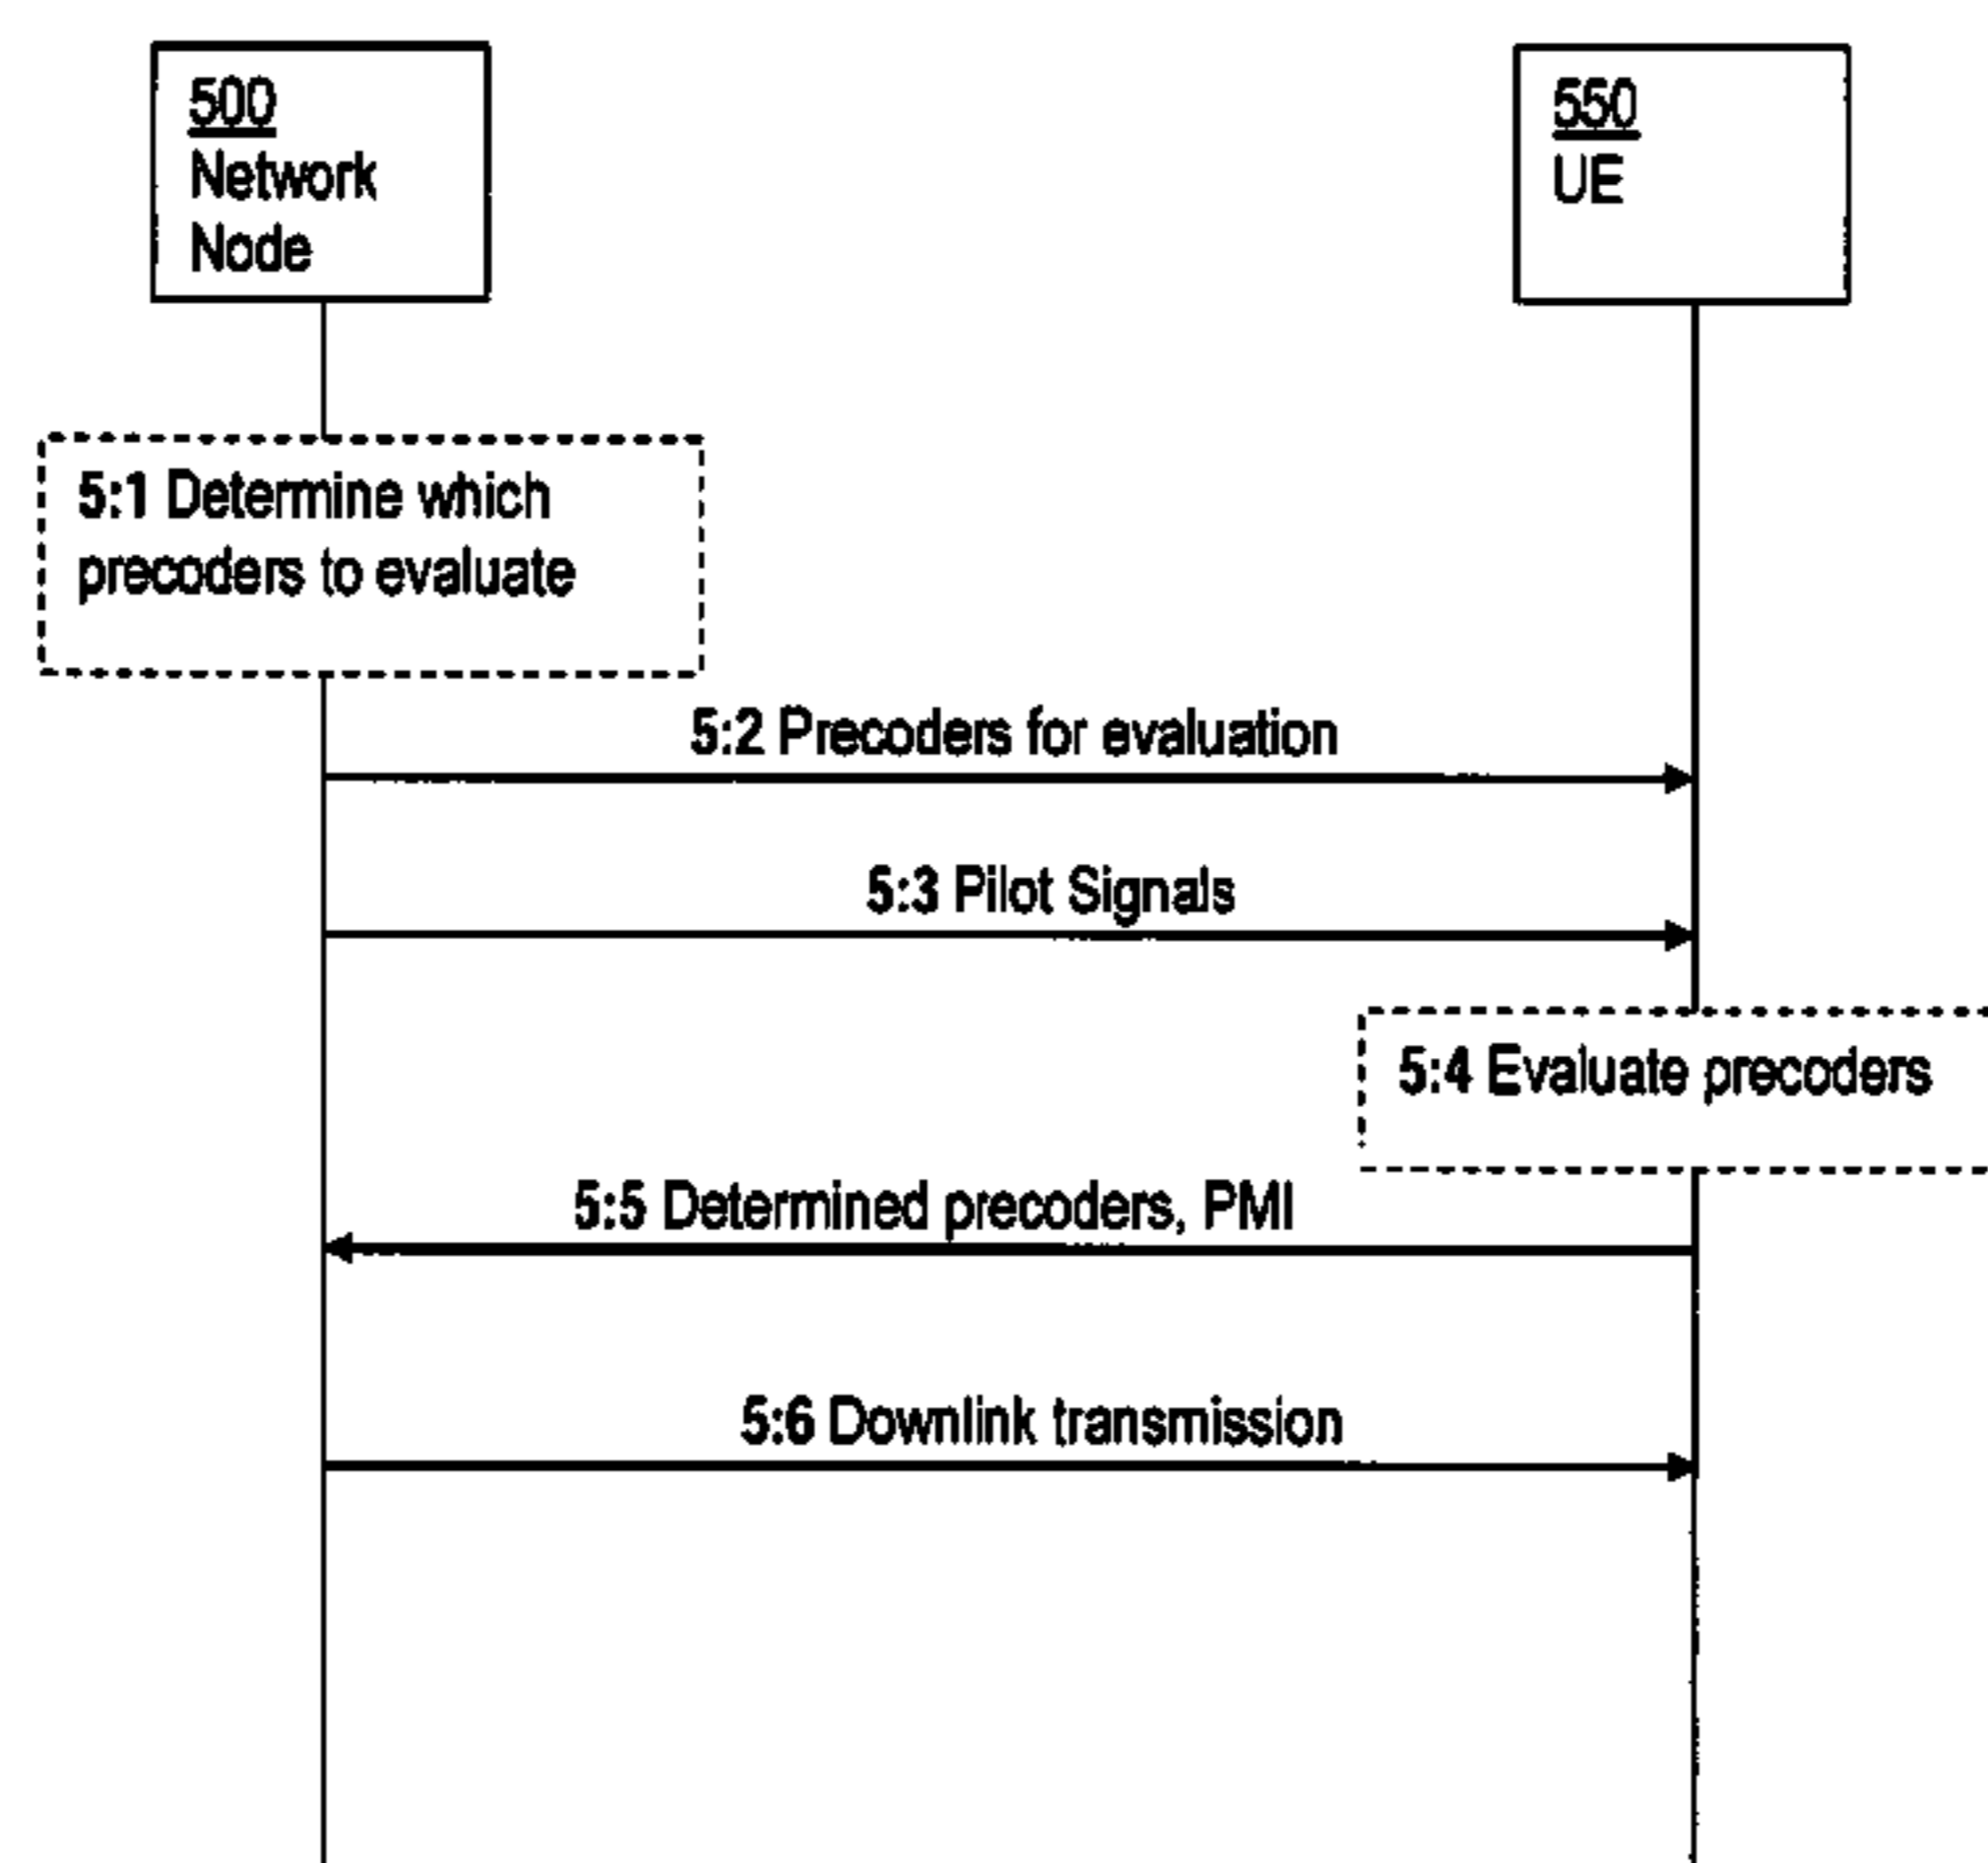 500
Network
Node
550
UE
5:1 Determine which
precoders to evaluate
5:2 Precoders for evaluation
5:3 Pilot Signals
5:4 Evaluate precoders
5:5 Determined precoders, PMI
5:6 Downlink transmission